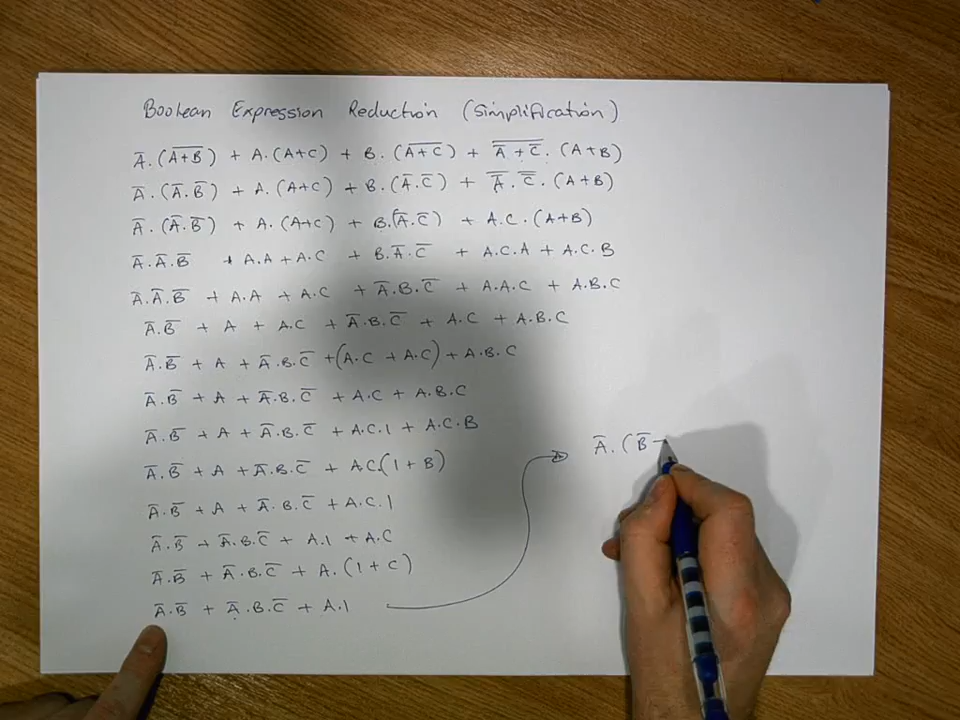 Boolean Expression Reduction (Simplification)
A̅.(A̅+̅B̅) + A.(A+C) + B.(A̅+̅C̅) + A̿ ̿+̿ ̿C̿.(A+B)
A̅.(A̅.B̅) + A.(A+C) + B.(A̅.C̅) + A̿.C̿.(A+B)
A̅.(A̅.B̅) + A.(A+C) + B.(A̅.C̅) + A.C.(A+B)
A̅.A̅.B̅ + A.A + A.C + B.A̅.C̅ + A.C.A + A.C.B
A̅.A̅.B̅ + A.A + A.C + A̅.B.C̅ + A.A.C + A.B.C
A̅.B̅ + A + A.C + A̅.B.C̅ + A.C + A.B.C
A̅.B̅ + A + A̅.B.C̅ + (A.C + A.C) + A.B.C
A̅.B̅ + A + A̅.B.C̅ + A.C + A.B.C
A̅.B̅ + A + A̅.B.C̅ + A.C.1 + A.C.B
A̅.B̅ + A + A̅.B.C̅ + A.C.(1 + B)
A̅.B̅ + A + A̅.B.C̅ + A.C.1
A̅.B̅ + A̅.B.C̅ + A.1 + A.C
A̅.B̅ + A̅.B.C̅ + A.(1 + C)
A̅.B̅ + A̅.B.C̅ + A.1
A̅.(B̅ -